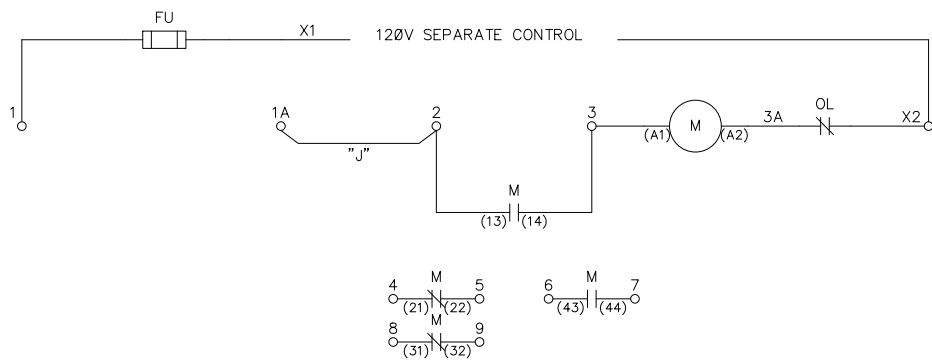 FU
X1
120V SEPARATE CONTROL
1
1A
2
3
(A1)
M
(A2)
3A
OL
X2
"J"
M
(13)
(14)
4
M
5
(21)
(22)
6
M
7
(43)
(44)
8
M
9
(31)
(32)